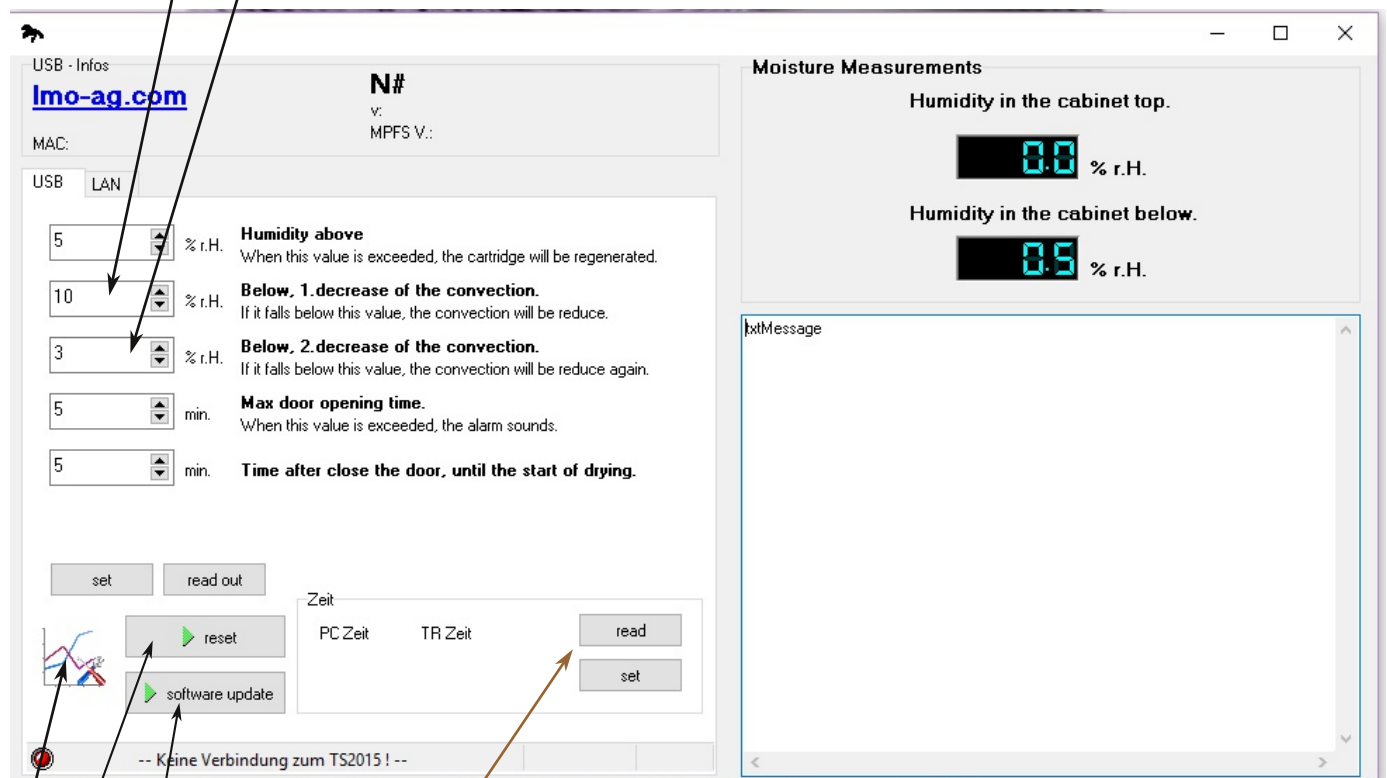 USB - Infos
Imo-ag.com
N#
v:
MPFS V.:
MAC:
USB
LAN
5
% r.H.
Humidity above
When this value is exceeded, the cartridge will be regenerated.
10
% r.H.
Below, 1.decrease of the convection.
If it falls below this value, the convection will be reduce.
3
% r.H.
Below, 2.decrease of the convection.
If it falls below this value, the convection will be reduce again.
5
min.
Max door opening time.
When this value is exceeded, the alarm sounds.
5
min.
Time after close the door, until the start of drying.
set
read out
reset
software update
Zeit
PC Zeit
TR Zeit
read
set
-- Keine Verbindung zum TS2015 ! --
Moisture Measurements
Humidity in the cabinet top.
0.0
% r.H.
Humidity in the cabinet below.
0.5
% r.H.
txtMessage